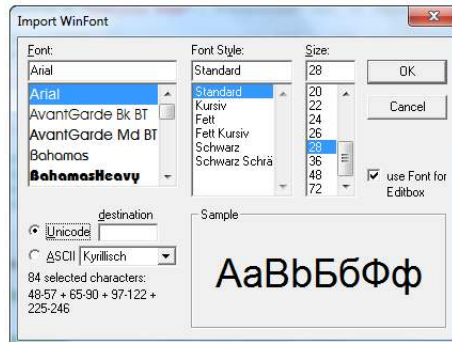 Import WinFont
Font:
Arial
Arial
AvantGarde Bk BT
AvantGarde Md BT
Bahamas
BahamasHeavy
Font Style:
Standard
Standard
Kursiv
Fett
Fett Kursiv
Schwarz
Schwarz Schrä
Size:
28
20
22
24
26
28
36
48
72
OK
Cancel
use Font for
Editbox
destination
Unicode
ASCII Kyrillisch
84 selected characters:
48-57 + 65-90 + 97-122 +
225-246
Sample
AaBbБбФф